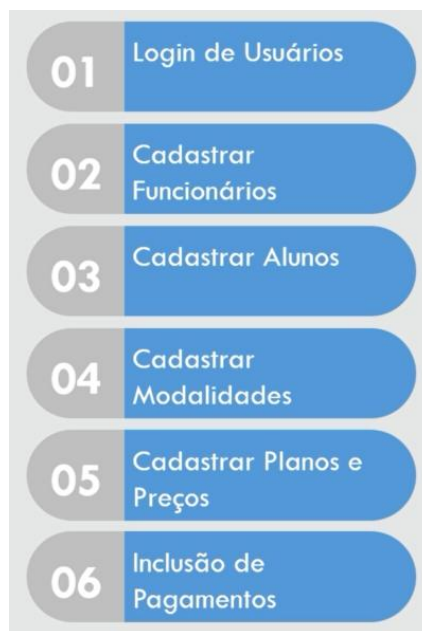 01
Login de Usuários
02
Cadastrar
Funcionários
03
Cadastrar Alunos
04
Cadastrar
Modalidades
05
Cadastrar Planos e
Preços
06
Inclusão de
Pagamentos